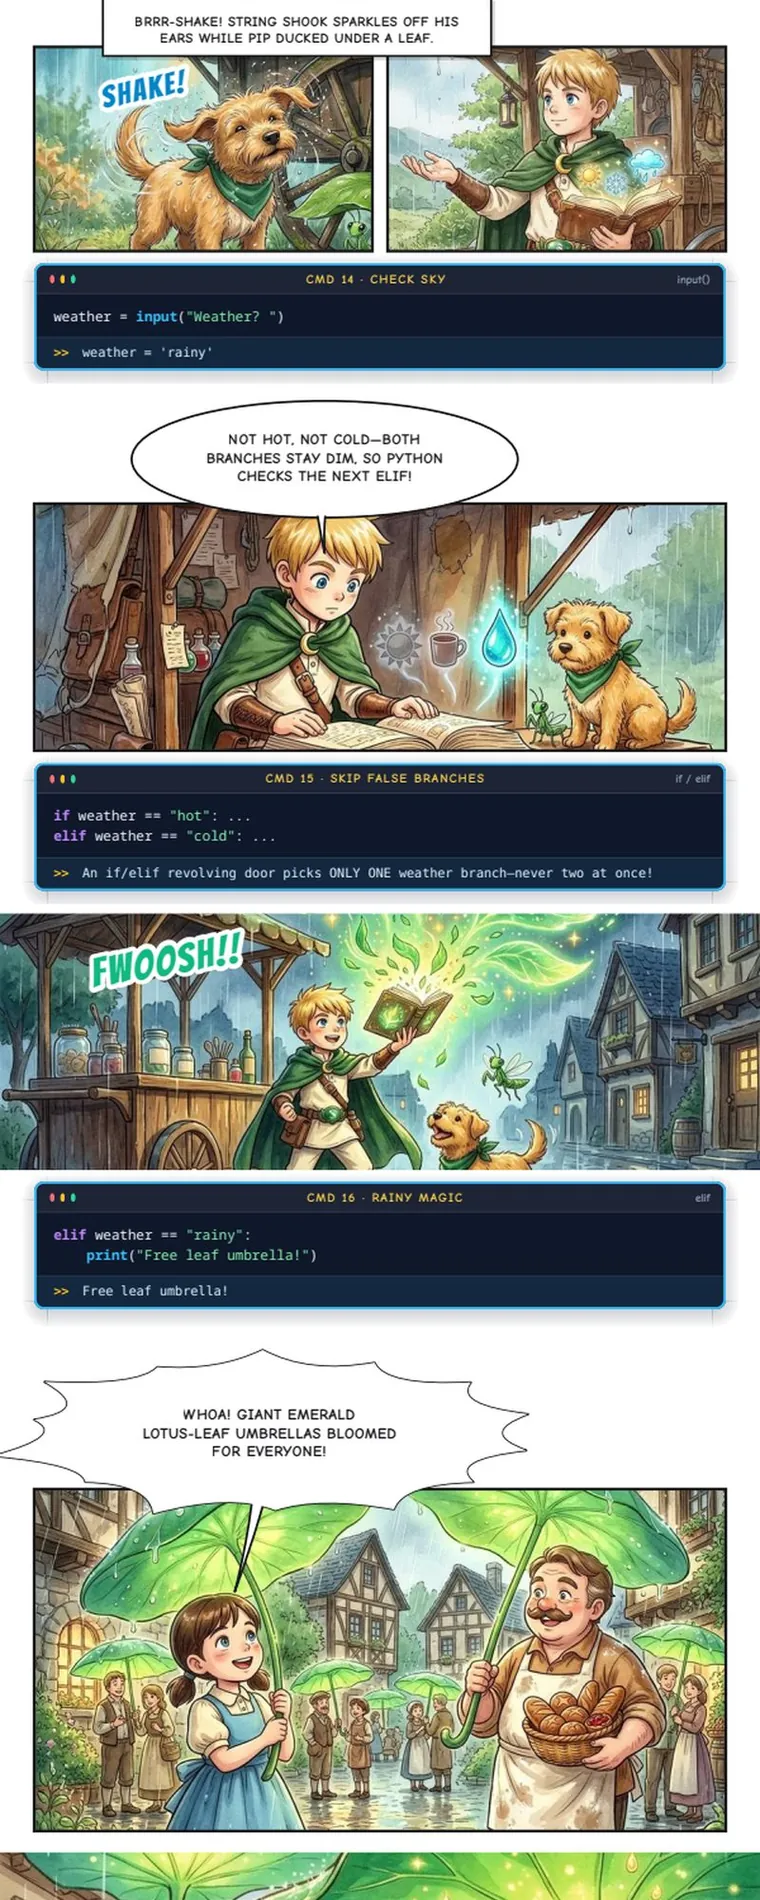 BRRR-SHAKE! STRING SHOOK SPARKLES OFF HIS
EARS WHILE PIP DUCKED UNDER A LEAF.
SHAKE!
CMD 14 · CHECK SKY
input()
weather = input("Weather? ")
>> weather = 'rainy'
NOT HOT, NOT COLD—BOTH
BRANCHES STAY DIM, SO PYTHON
CHECKS THE NEXT ELIF!
CMD 15 · SKIP FALSE BRANCHES
if / elif
if weather == "hot": ...
elif weather == "cold": ...
>> An if/elif revolving door picks ONLY ONE weather branch—never two at once!
FWOOSH!!
CMD 16 · RAINY MAGIC
elif
elif weather == "rainy":
    print("Free leaf umbrella!")
>> Free leaf umbrella!
WHOA! GIANT EMERALD
LOTUS-LEAF UMBRELLAS BLOOMED
FOR EVERYONE!